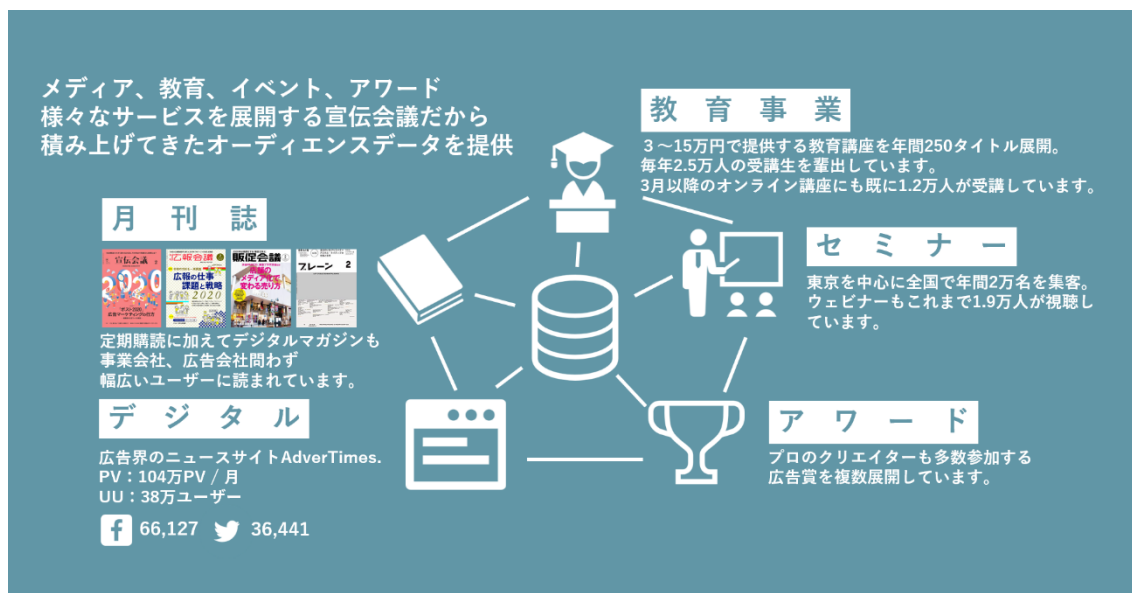 メディア、教育、イベント、アワード
様々なサービスを展開する宣伝会議だから
積み上げてきたオーディエンスデータを提供
教育事業
3～15万円で提供する教育講座を年間250タイトル展開。
毎年2.5万人の受講生を輩出しています。
3月以降のオンライン講座にも既に1.2万人が受講しています。
月刊誌
宣伝会議
2020
広報会議
広報の仕事
課題と戦略
2020
販促会議
メディア化で
変わる売り方
ブレーン 2
定期購読に加えてデジタルマガジンも
事業会社、広告会社問わず
幅広いユーザーに読まれています。
セミナー
東京を中心に全国で年間2万名を集客。
ウェビナーもこれまで1.9万人が視聴し
ています。
デジタル
広告界のニュースサイトAdverTimes.
PV：104万PV / 月
UU：38万ユーザー
66,127 36,441
アワード
プロのクリエイターも多数参加する
広告賞を複数展開しています。